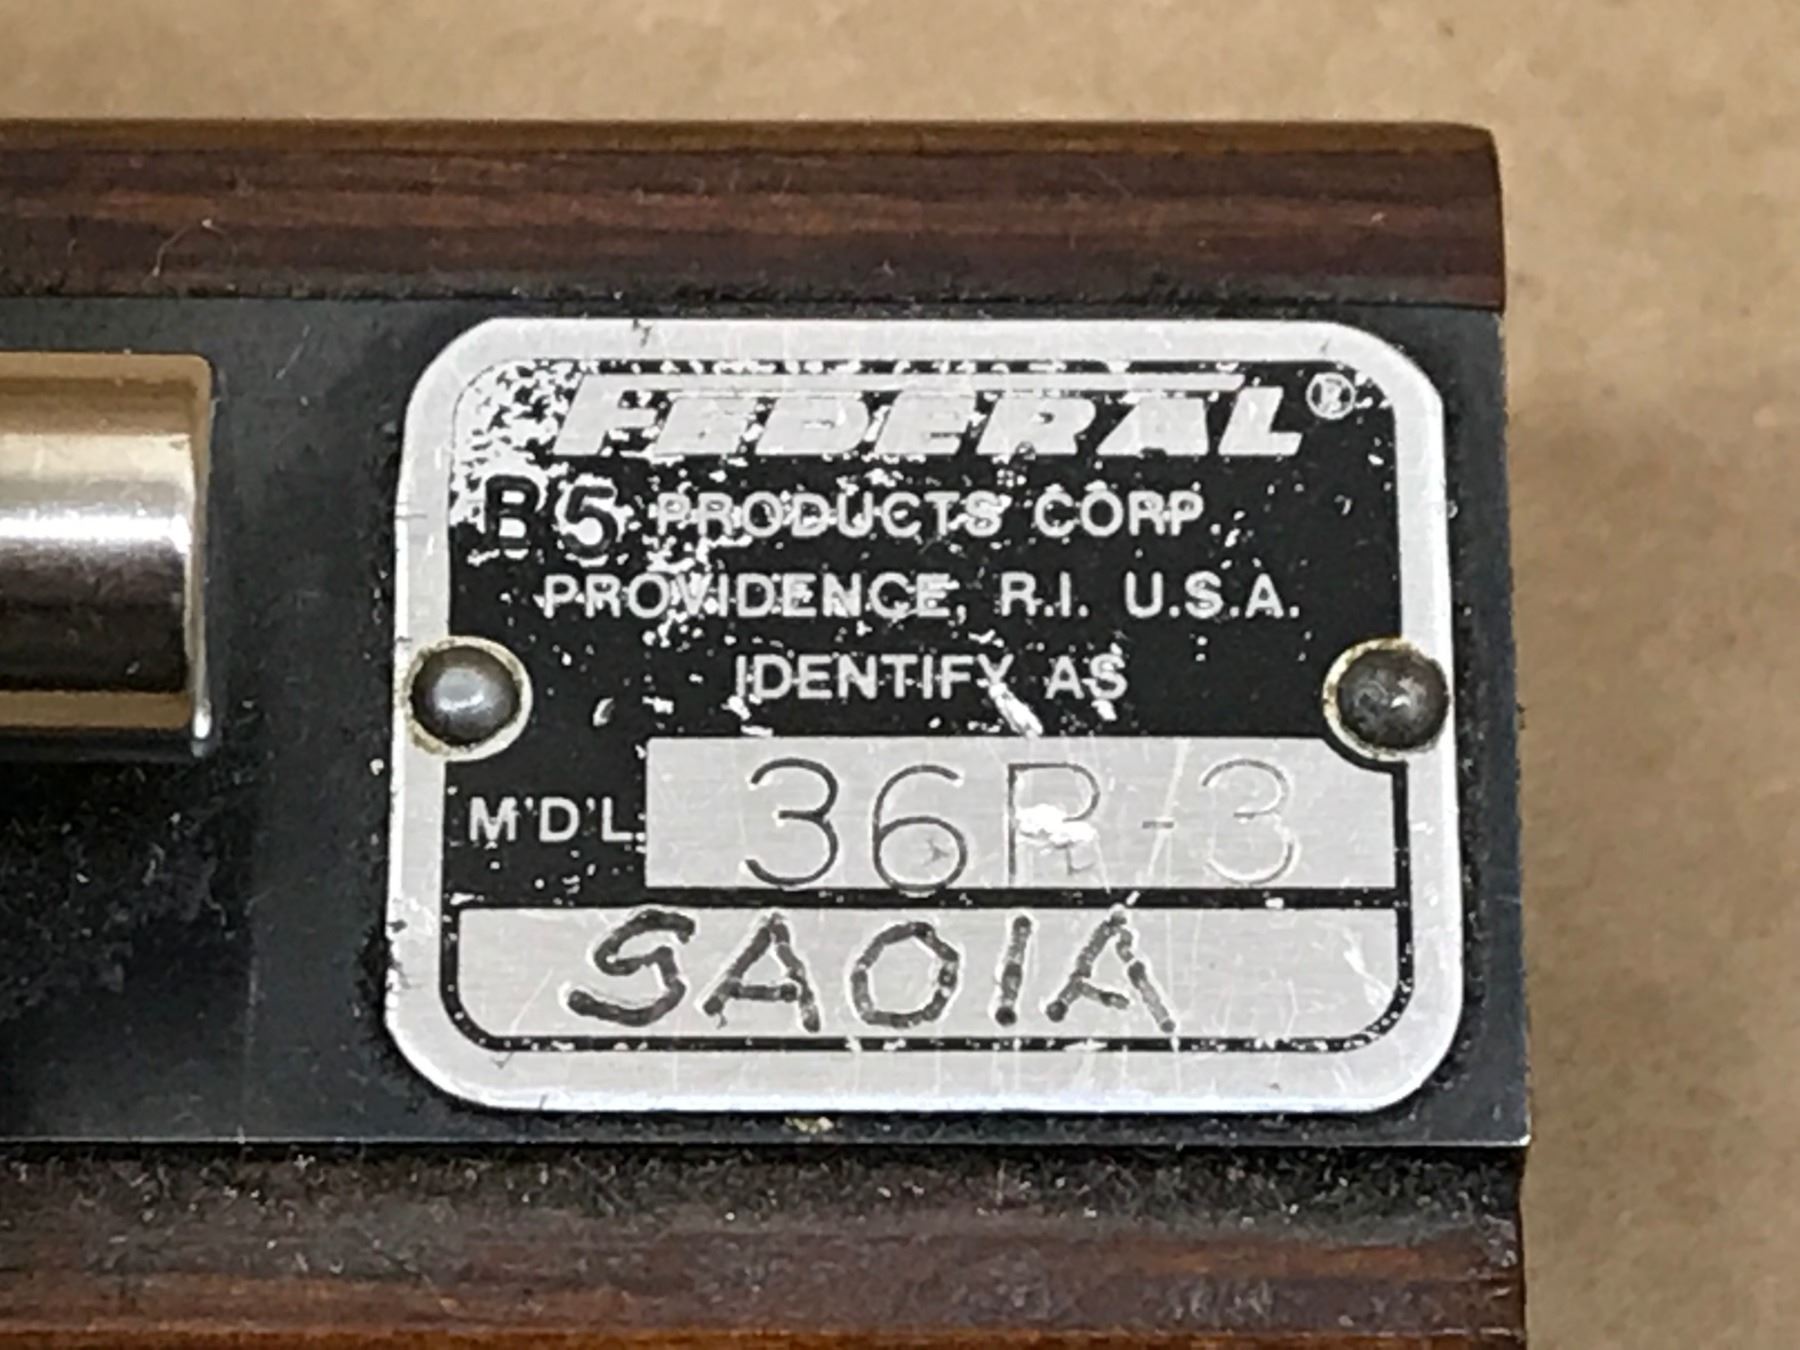 FEDERAL®
B5 PRODUCTS CORP.
PROVIDENCE, R.I. U.S.A.
IDENTIFY AS
M'D'L. 36R-3
SA01A